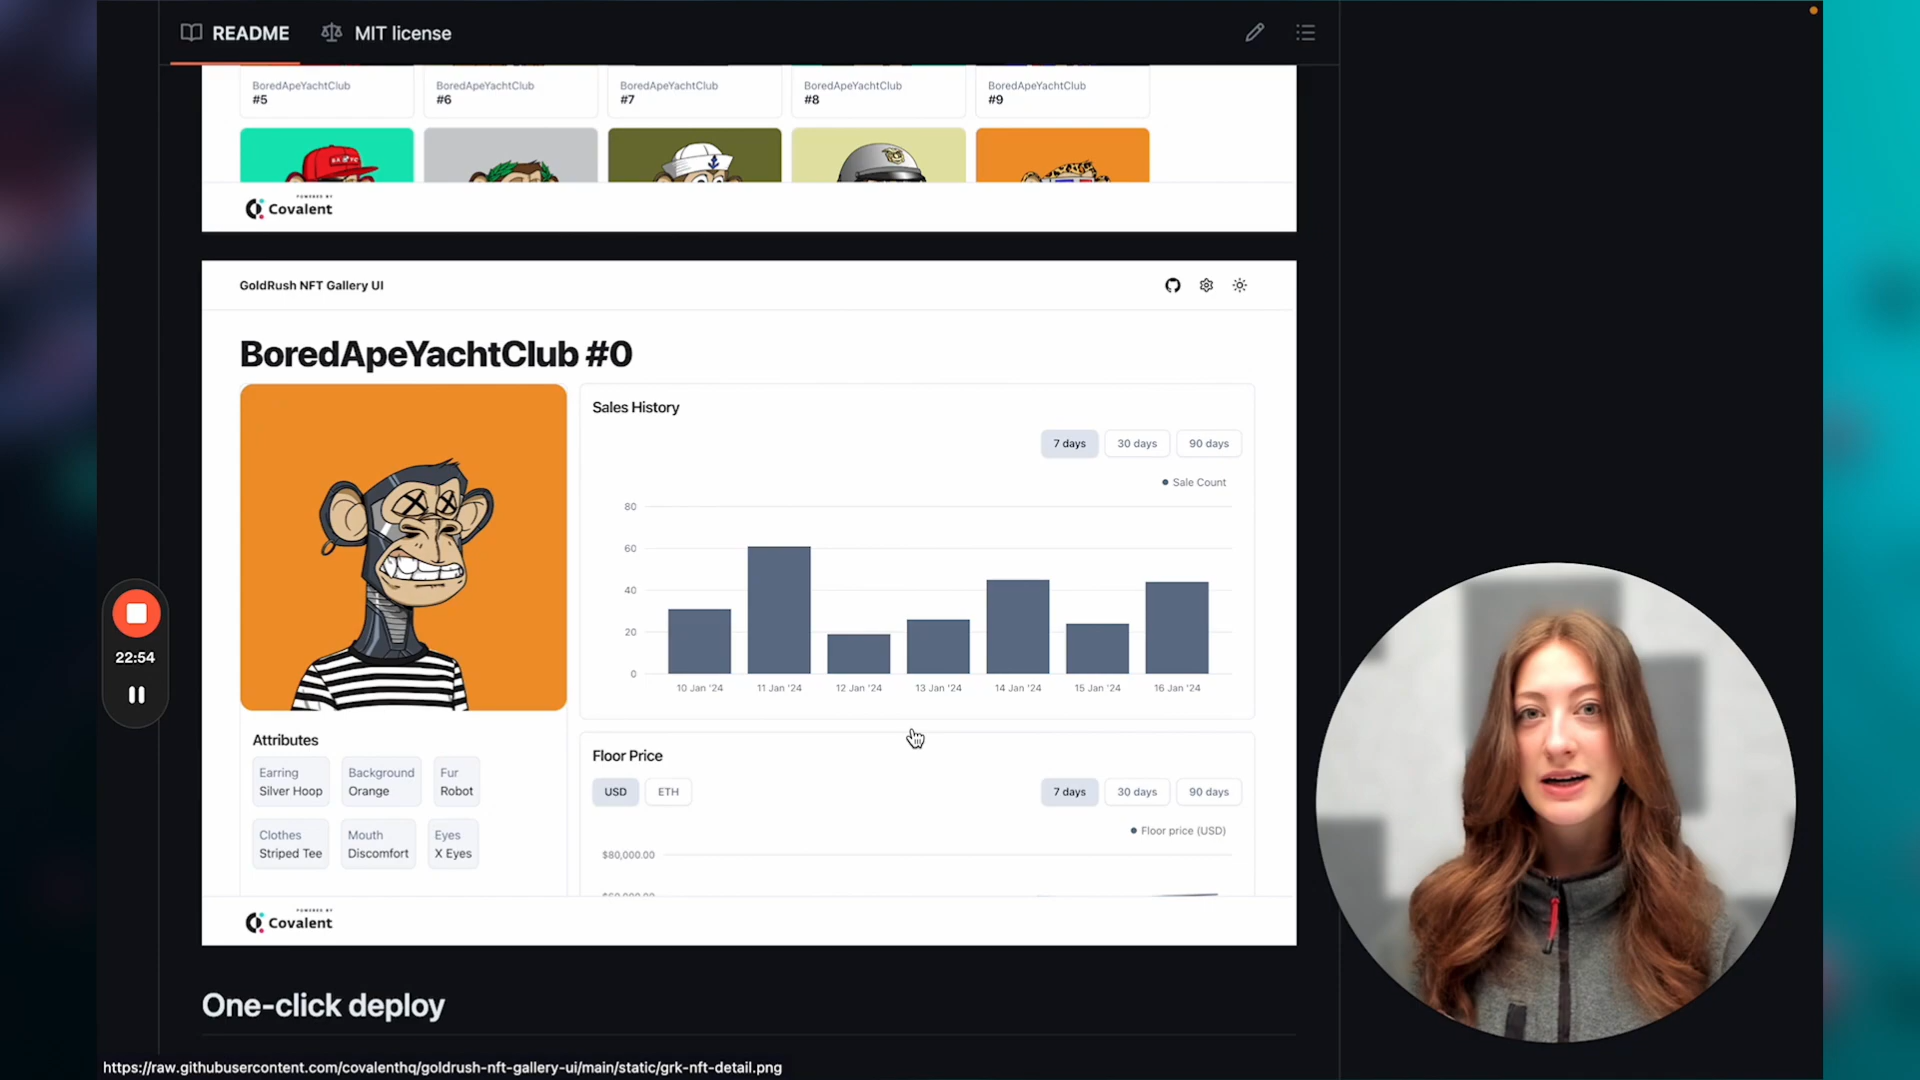 README
MIT license
BoredApeYachtClub
#5
BoredApeYachtClub
#6
BoredApeYachtClub
#7
BoredApeYachtClub
#8
BoredApeYachtClub
#9
POWERED BY
Covalent
GoldRush NFT Gallery UI
BoredApeYachtClub #0
Sales History
7 days
30 days
90 days
Sale Count
80
60
40
20
0
10 Jan '24
11 Jan '24
12 Jan '24
13 Jan '24
14 Jan '24
15 Jan '24
16 Jan '24
22:54
Attributes
Earring
Silver Hoop
Background
Orange
Fur
Robot
Clothes
Striped Tee
Mouth
Discomfort
Eyes
X Eyes
Floor Price
USD
ETH
7 days
30 days
90 days
Floor price (USD)
$80,000.00
POWERED BY
Covalent
One-click deploy
https://raw.githubusercontent.com/covalenthq/goldrush-nft-gallery-ui/main/static/grk-nft-detail.png